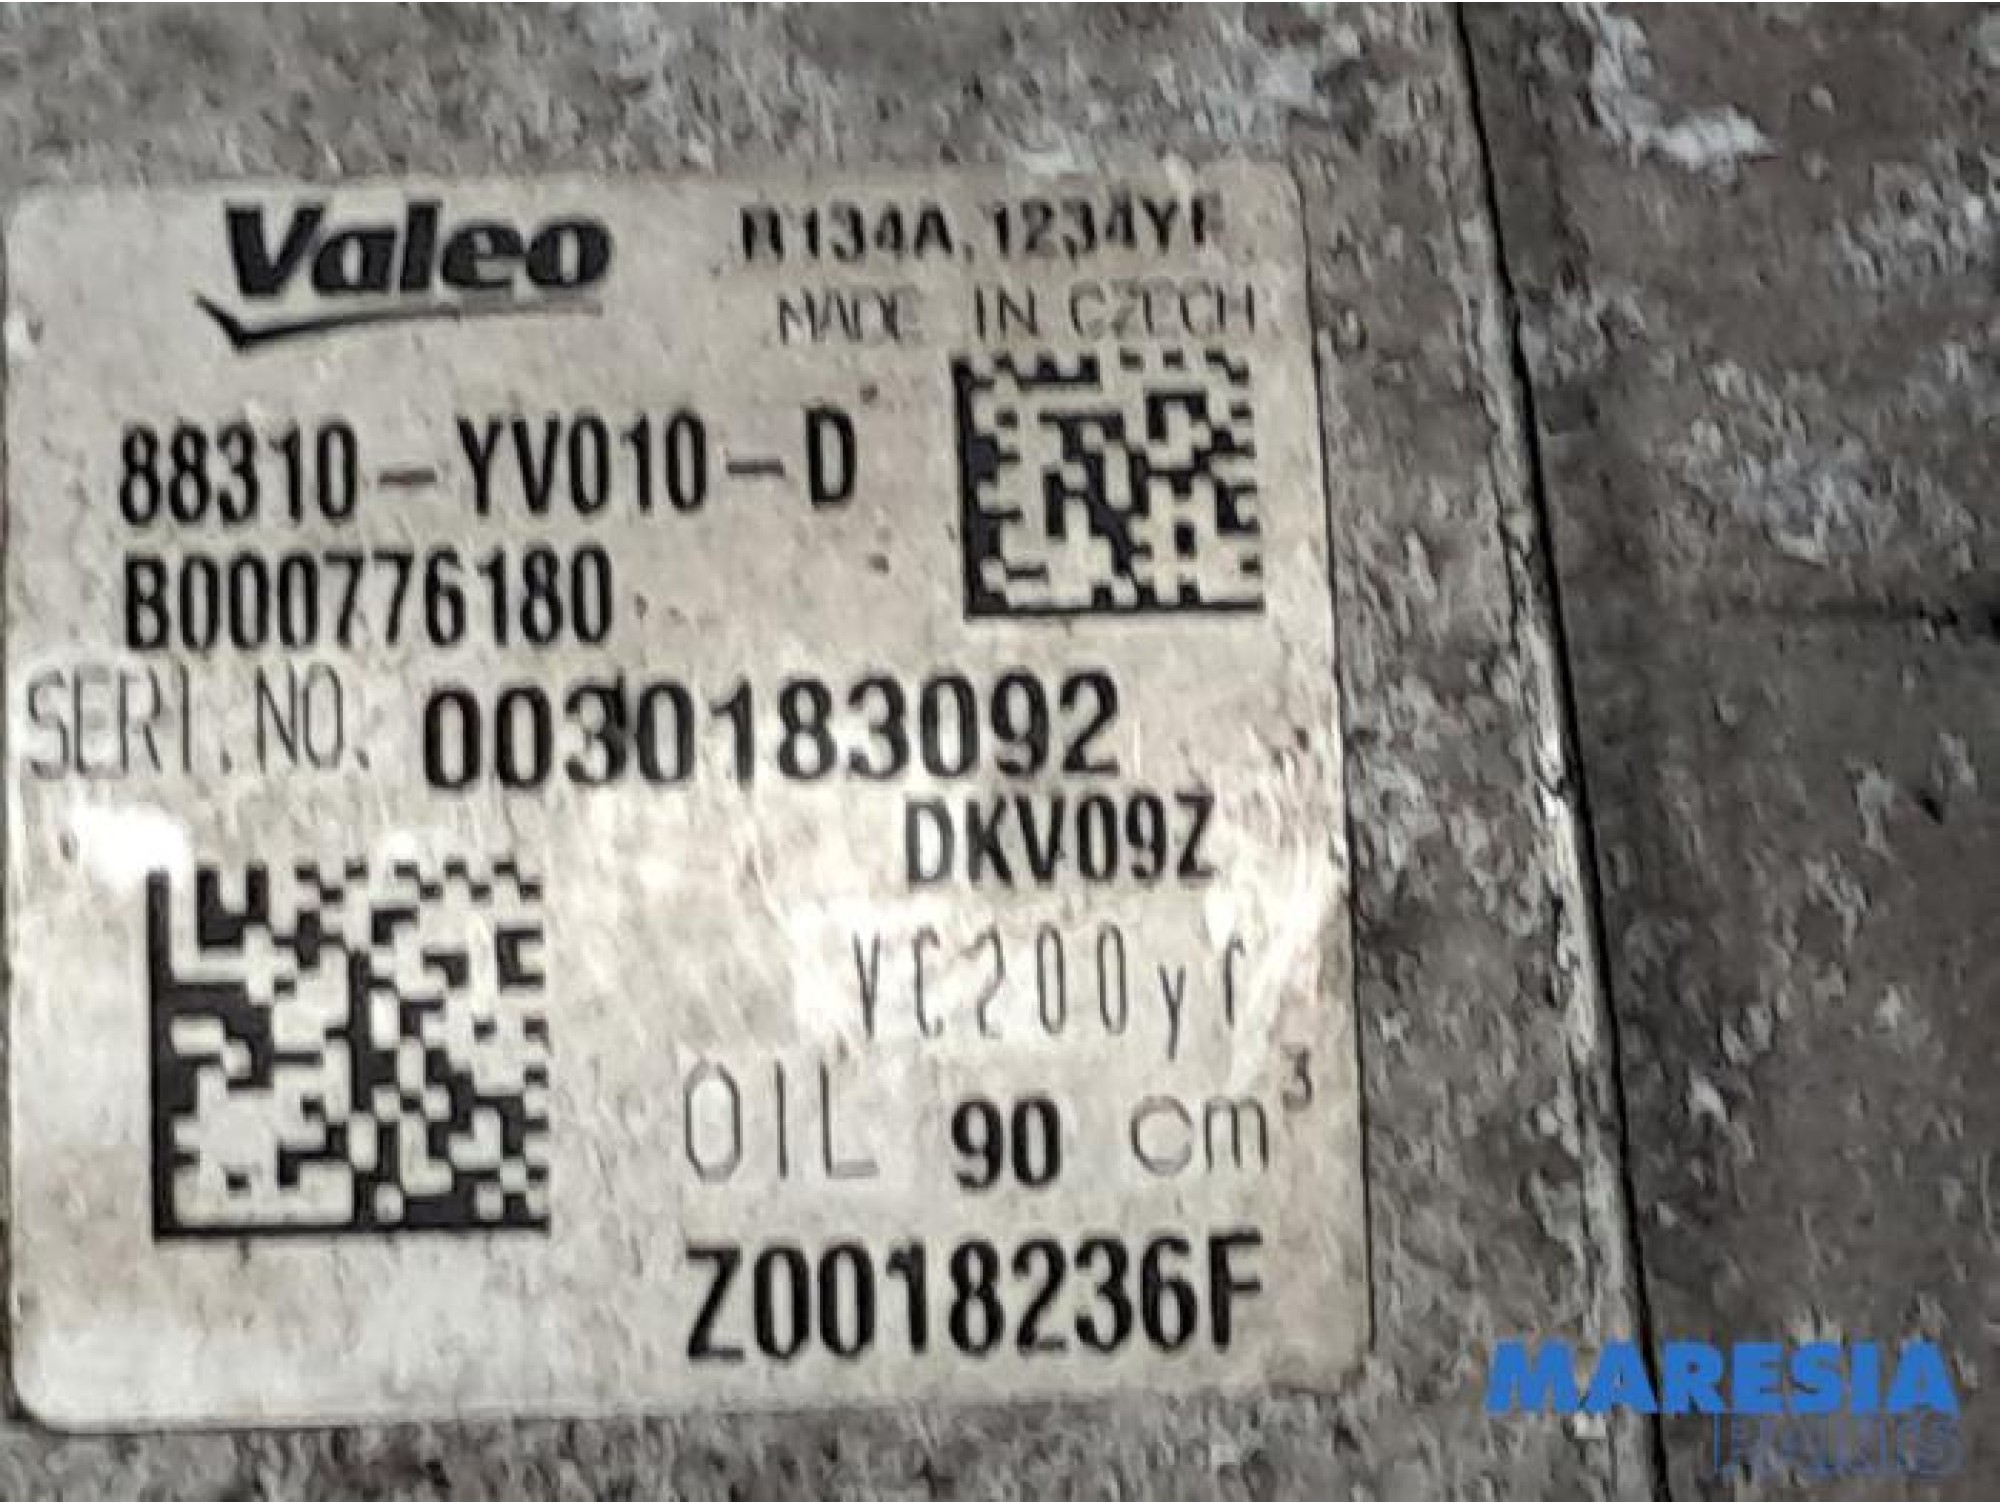 Valeo
R134A,1234YF
MADE IN CZECH
88310-YV010-D
B000776180
SERI.NO. 0030183092
DKV09Z
VC200yf
OIL 90 cm³
Z0018236F
MARESIA
PARTS